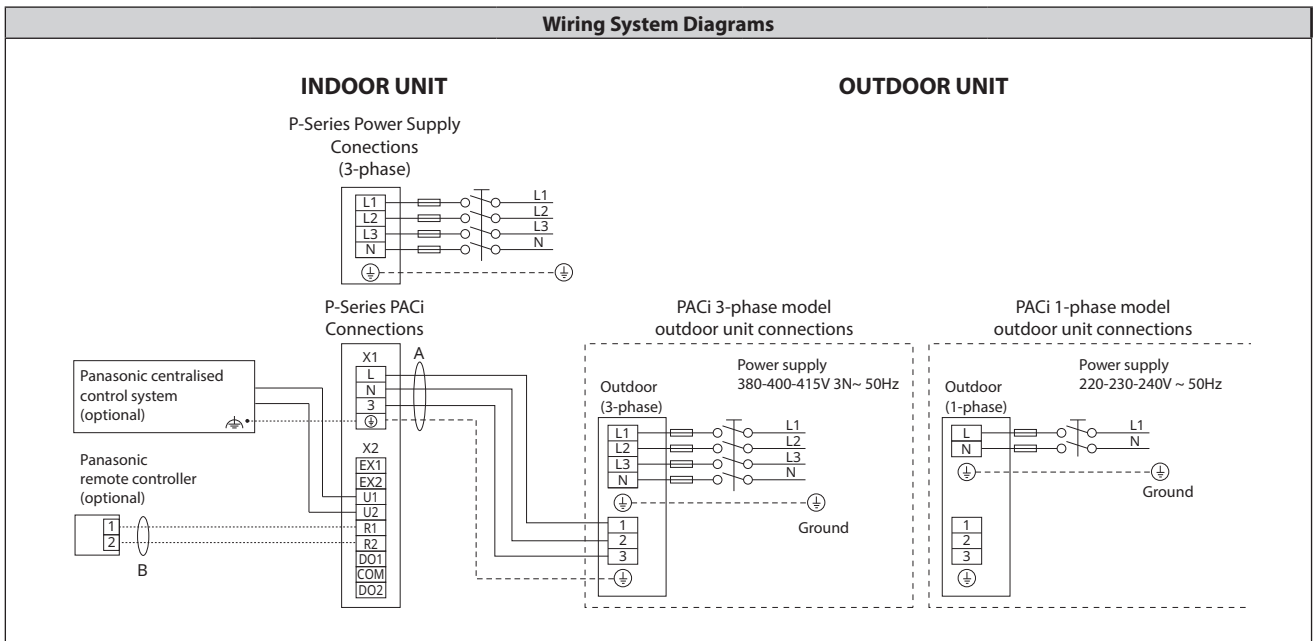 Wiring System Diagrams
INDOOR UNIT
OUTDOOR UNIT
P-Series Power Supply
Conections
(3-phase)
L1
L2
L3
N
L1
L2
L3
N
P-Series PACi
Connections
X1
A
L
N
3
X2
EX1
EX2
U1
U2
R1
R2
DO1
COM
DO2
Panasonic centralised
control system
(optional)
Panasonic
remote controller
(optional)
1
2
B
PACi 3-phase model
outdoor unit connections
Power supply
380-400-415V 3N~ 50Hz
Outdoor
(3-phase)
L1
L2
L3
N
L1
L2
L3
N
Ground
1
2
3
PACi 1-phase model
outdoor unit connections
Power supply
220-230-240V ~ 50Hz
Outdoor
(1-phase)
L
N
L1
N
Ground
1
2
3